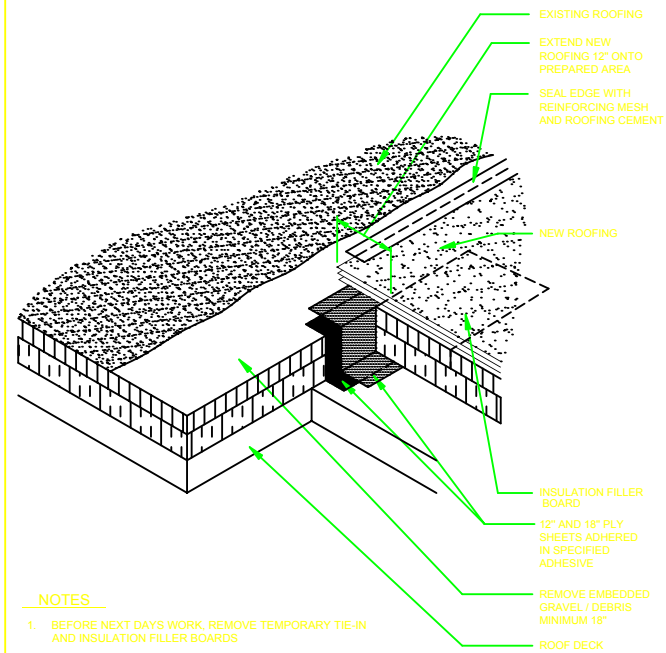 EXISTING ROOFING
EXTEND NEW
ROOFING 12" ONTO
PREPARED AREA
SEAL EDGE WITH
REINFORCING MESH
AND ROOFING CEMENT
NEW ROOFING
INSULATION FILLER
BOARD
12" AND 18" PLY
SHEETS ADHERED
IN SPECIFIED
ADHESIVE
REMOVE EMBEDDED
GRAVEL / DEBRIS
MINIMUM 18"
ROOF DECK
NOTES
1. BEFORE NEXT DAYS WORK, REMOVE TEMPORARY TIE-IN
AND INSULATION FILLER BOARDS